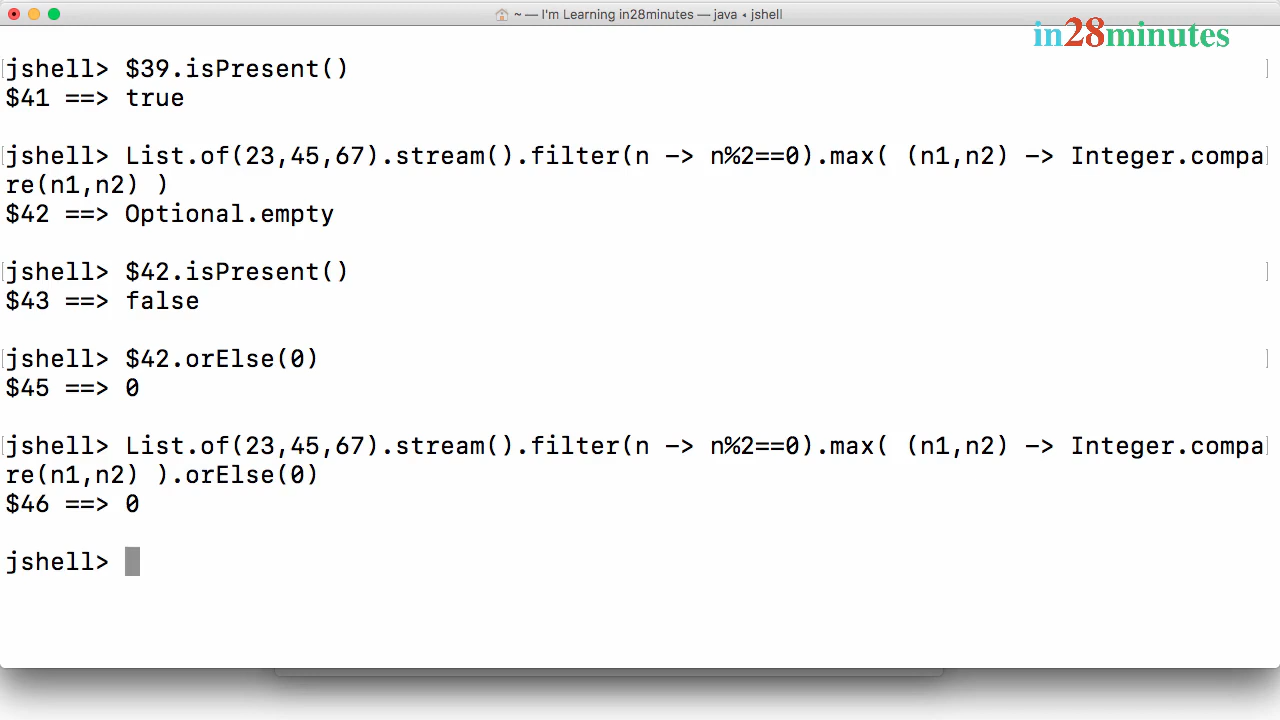 ~ — I'm Learning in28minutes — java ◂ jshell
in28minutes
jshell> $39.isPresent()
$41 ==> true
jshell> List.of(23,45,67).stream().filter(n -> n%2==0).max( (n1,n2) -> Integer.compa
re(n1,n2) )
$42 ==> Optional.empty
jshell> $42.isPresent()
$43 ==> false
jshell> $42.orElse(0)
$45 ==> 0
jshell> List.of(23,45,67).stream().filter(n -> n%2==0).max( (n1,n2) -> Integer.compa
re(n1,n2) ).orElse(0)
$46 ==> 0
jshell>